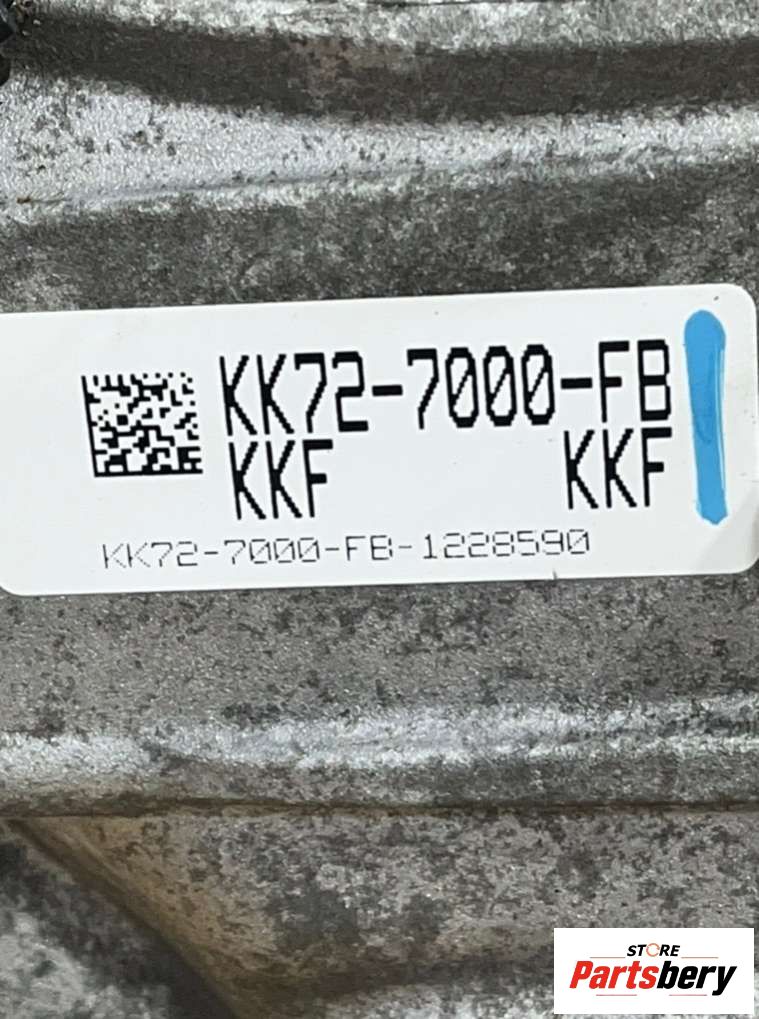 KK72-7000-FB
KKF KKF
KK72-7000-FB-1228590
STORE
Partsbery